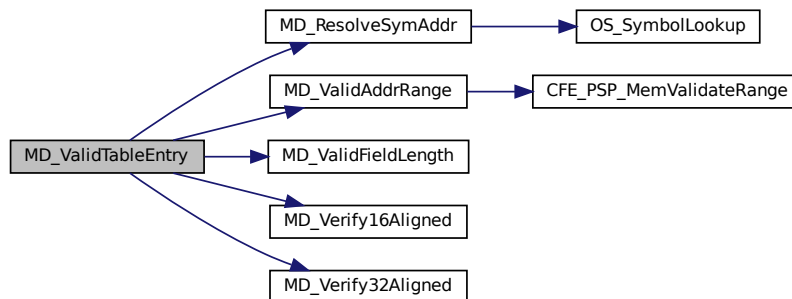 MD_ResolveSymAddr
OS_SymbolLookup
MD_ValidAddrRange
CFE_PSP_MemValidateRange
MD_ValidTableEntry
MD_ValidFieldLength
MD_Verify16Aligned
MD_Verify32Aligned